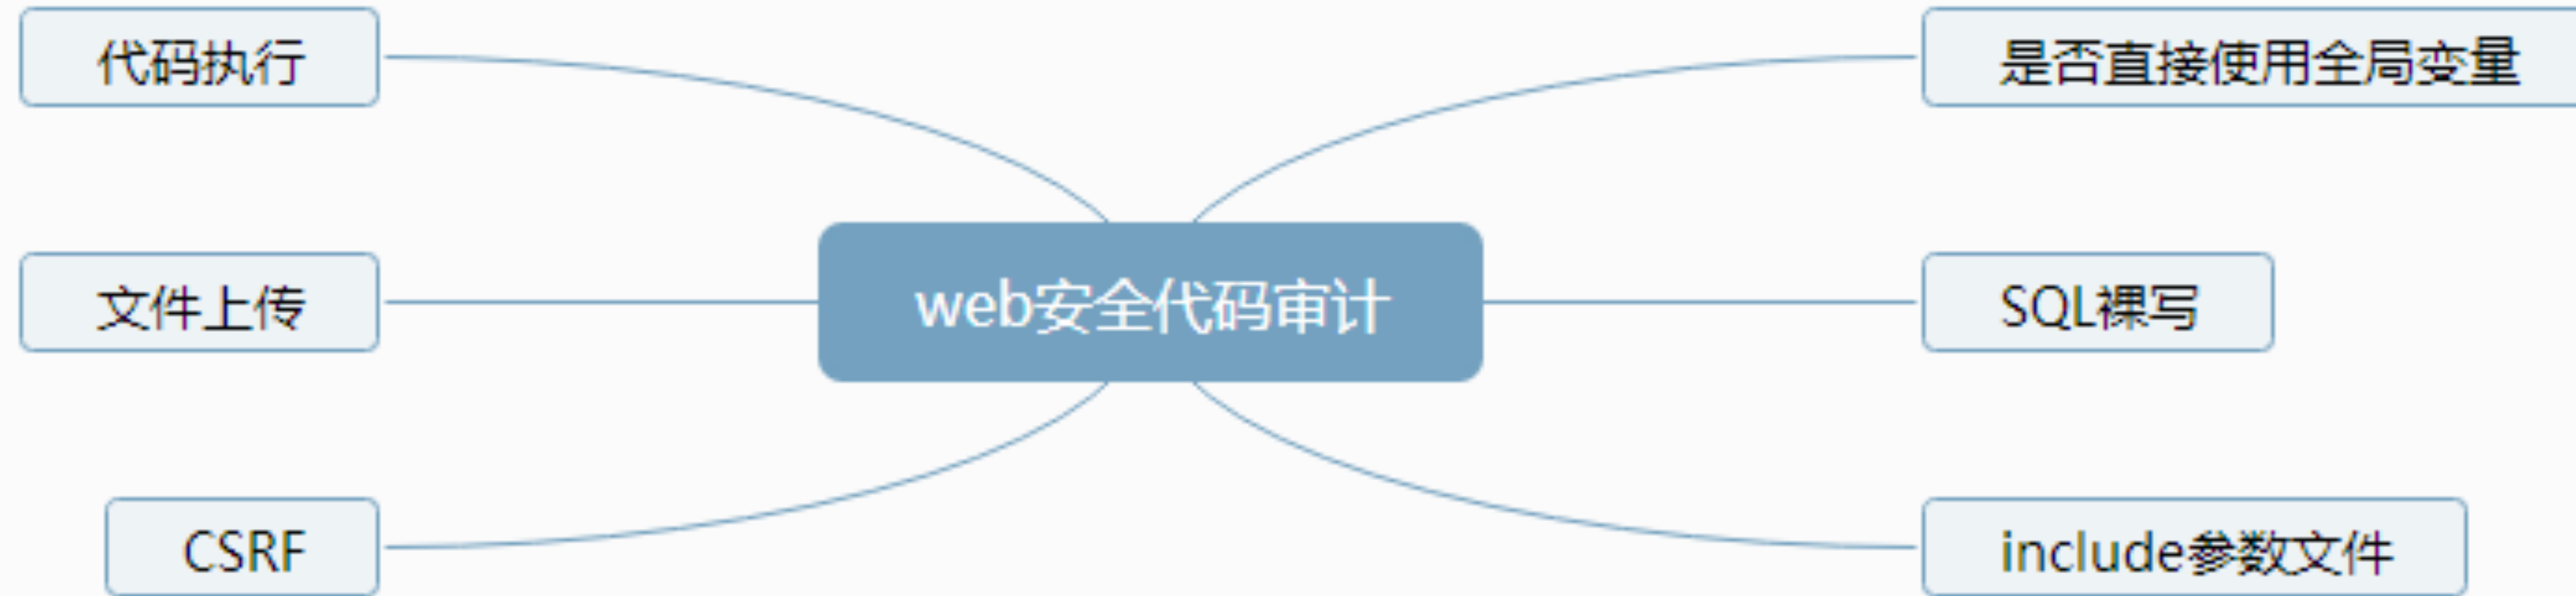 代码执行
是否直接使用全局变量
文件上传
web安全代码审计
SQL裸写
CSRF
include参数文件